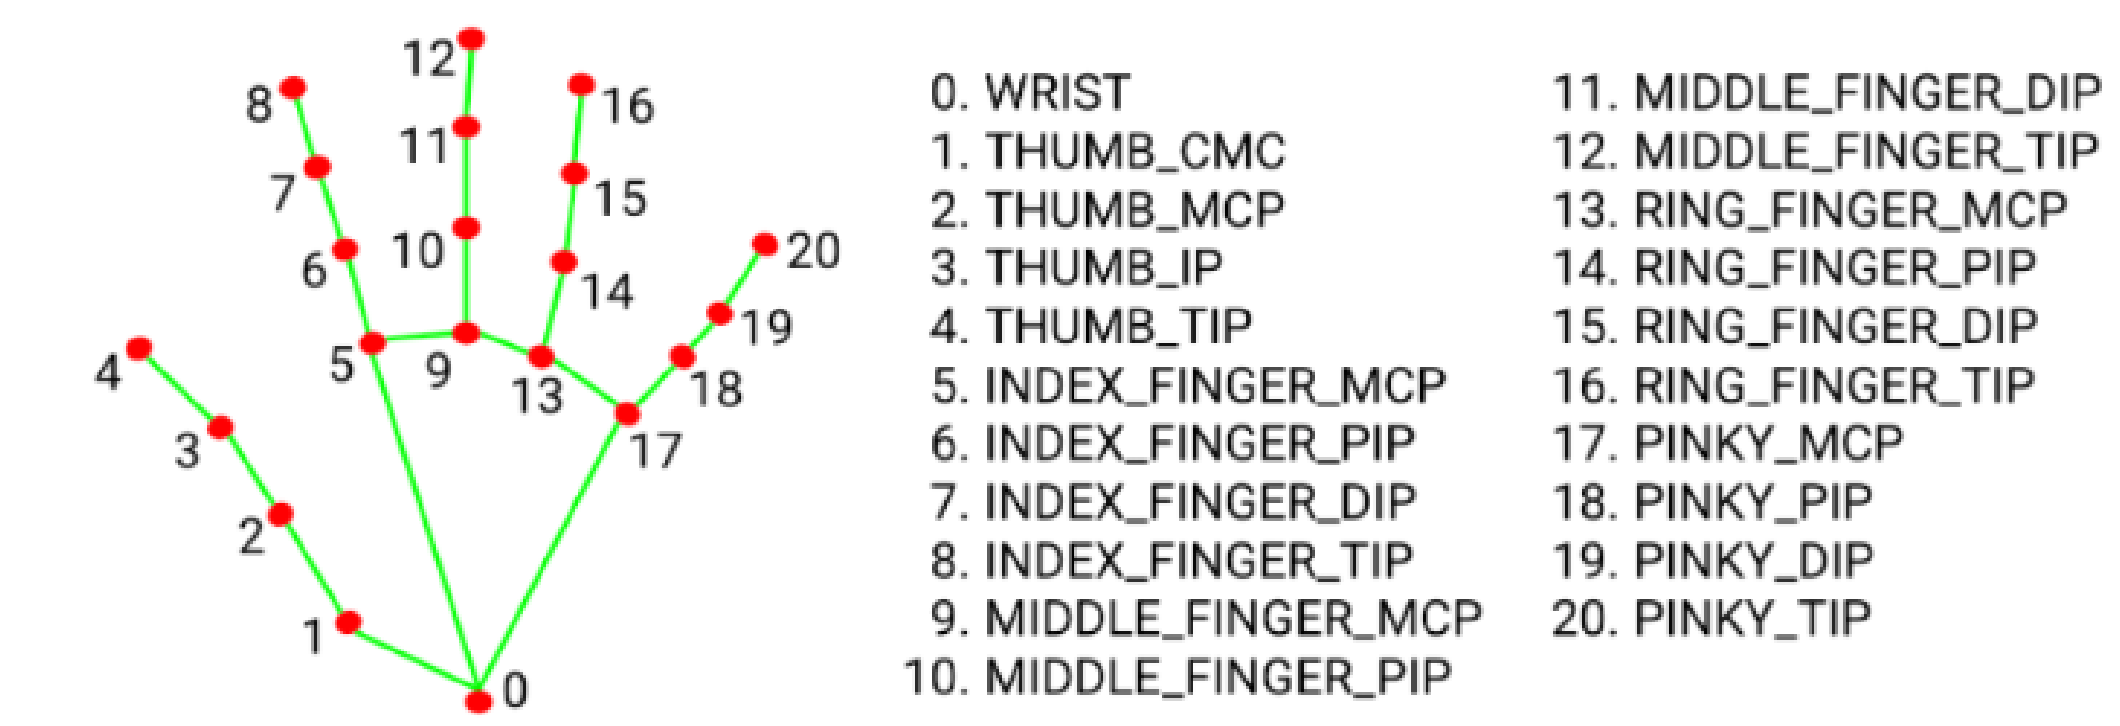 12
8
16
11
7
15
10
6
14
20
19
4
5
9
13
18
3
17
2
1
0
0. WRIST
1. THUMB_CMC
2. THUMB_MCP
3. THUMB_IP
4. THUMB_TIP
5. INDEX_FINGER_MCP
6. INDEX_FINGER_PIP
7. INDEX_FINGER_DIP
8. INDEX_FINGER_TIP
9. MIDDLE_FINGER_MCP
10. MIDDLE_FINGER_PIP
11. MIDDLE_FINGER_DIP
12. MIDDLE_FINGER_TIP
13. RING_FINGER_MCP
14. RING_FINGER_PIP
15. RING_FINGER_DIP
16. RING_FINGER_TIP
17. PINKY_MCP
18. PINKY_PIP
19. PINKY_DIP
20. PINKY_TIP